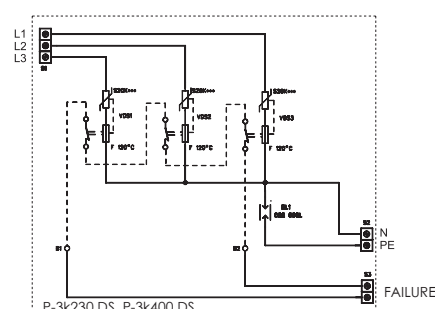 L1
L2
L3
S20K***
S20K***
S20K***
VDS1
VDS2
VDS3
F 120°C
F 120°C
F 120°C
EL1
S2
N
PE
S1
S2
S3
FAILURE
P-3k230 DS, P-3k400 DS